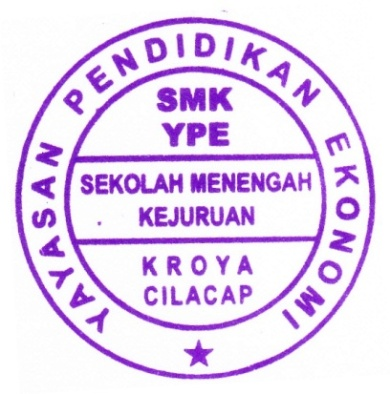 YAYASAN PENDIDIKAN EKONOMI
SMK
YPE
SEKOLAH MENENGAH
KEJURUAN
KROYA
CILACAP